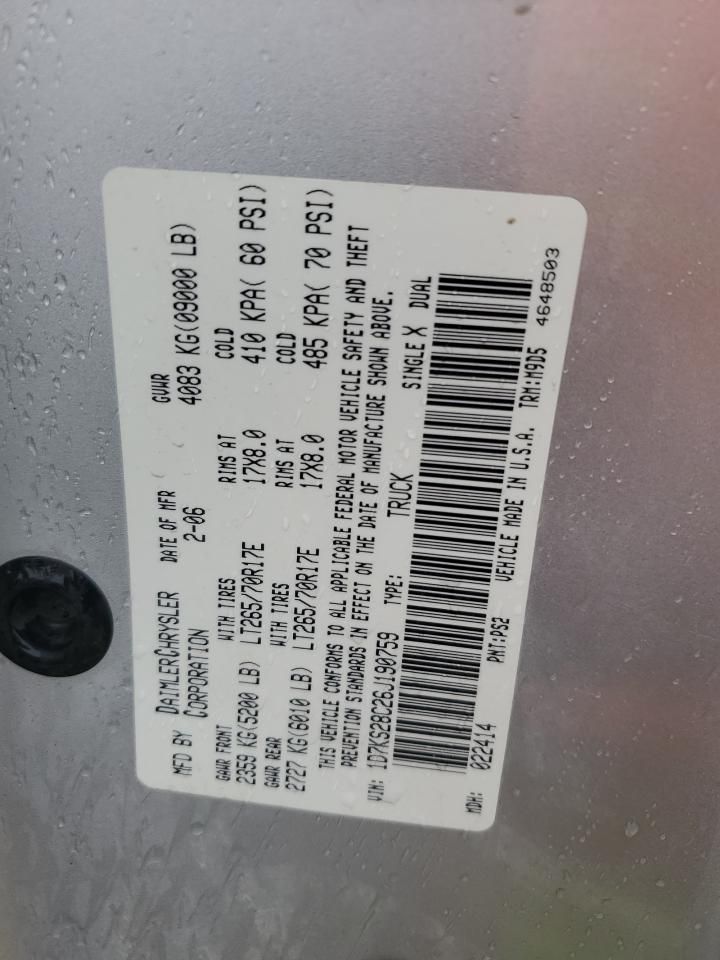 MFD BY DAIMLERCHRYSLER CORPORATION DATE OF MFR 2-06 GVWR 4083 KG(09000 LB)
GAWR FRONT WITH TIRES RIMS AT COLD
2359 KG(5200 LB) LT265/70R17E 17X8.0 410 KPA( 60 PSI)
GAWR REAR WITH TIRES RIMS AT COLD
2727 KG(6010 LB) LT265/70R17E 17X8.0 485 KPA( 70 PSI)
THIS VEHICLE CONFORMS TO ALL APPLICABLE FEDERAL MOTOR VEHICLE SAFETY AND THEFT
PREVENTION STANDARDS IN EFFECT ON THE DATE OF MANUFACTURE SHOWN ABOVE.
VIN: 1D7KS28C26J190759 TYPE: TRUCK SINGLE X DUAL
MDH: 022414 PNT:PS2 VEHICLE MADE IN U.S.A. TRM:M9D5 4648503